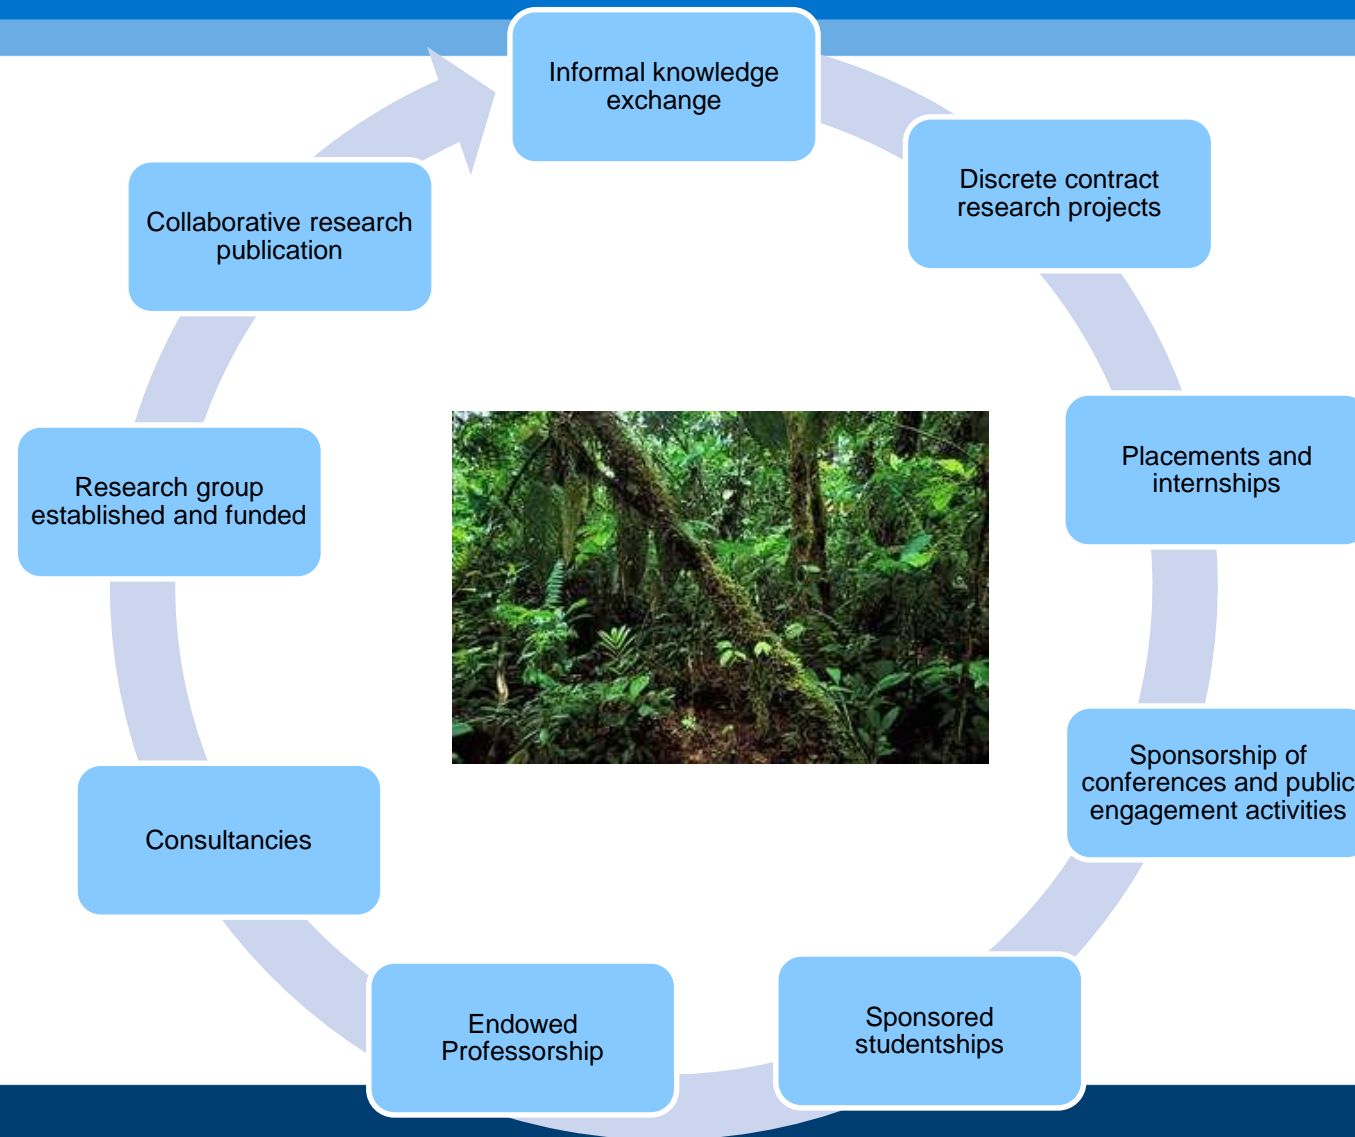 Informal knowledge
exchange
Discrete contract
research projects
Placements and
internships
Sponsorship of
conferences and public
engagement activities
Sponsored
studentships
Endowed
Professorship
Consultancies
Research group
established and funded
Collaborative research
publication